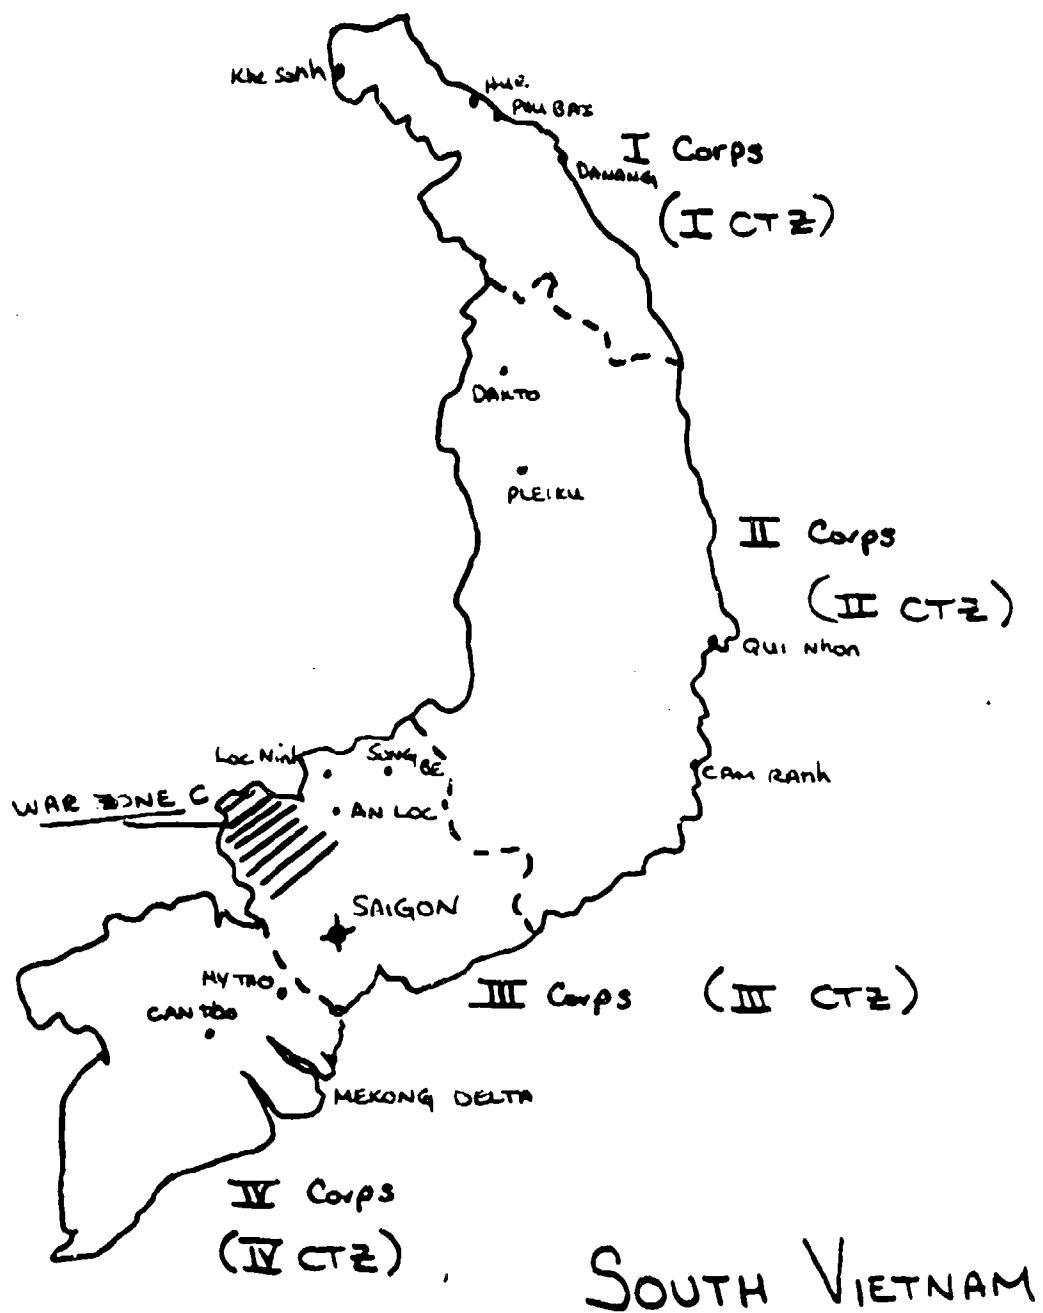 Khe Sanh
HUE
PHU BAI
I Corps
DANANG
(I CTZ)
DAKTO
PLEIKU
II Corps
(II CTZ)
QUI Nhon
Loc Ninh
SONG BE
CAM RANh
WAR ZONE C
AN LOC
SAIGON
MY THO
III Corps (III CTZ)
CAN THO
MEKONG DELTA
IV Corps
(IV CTZ)
SOUTH VIETNAM